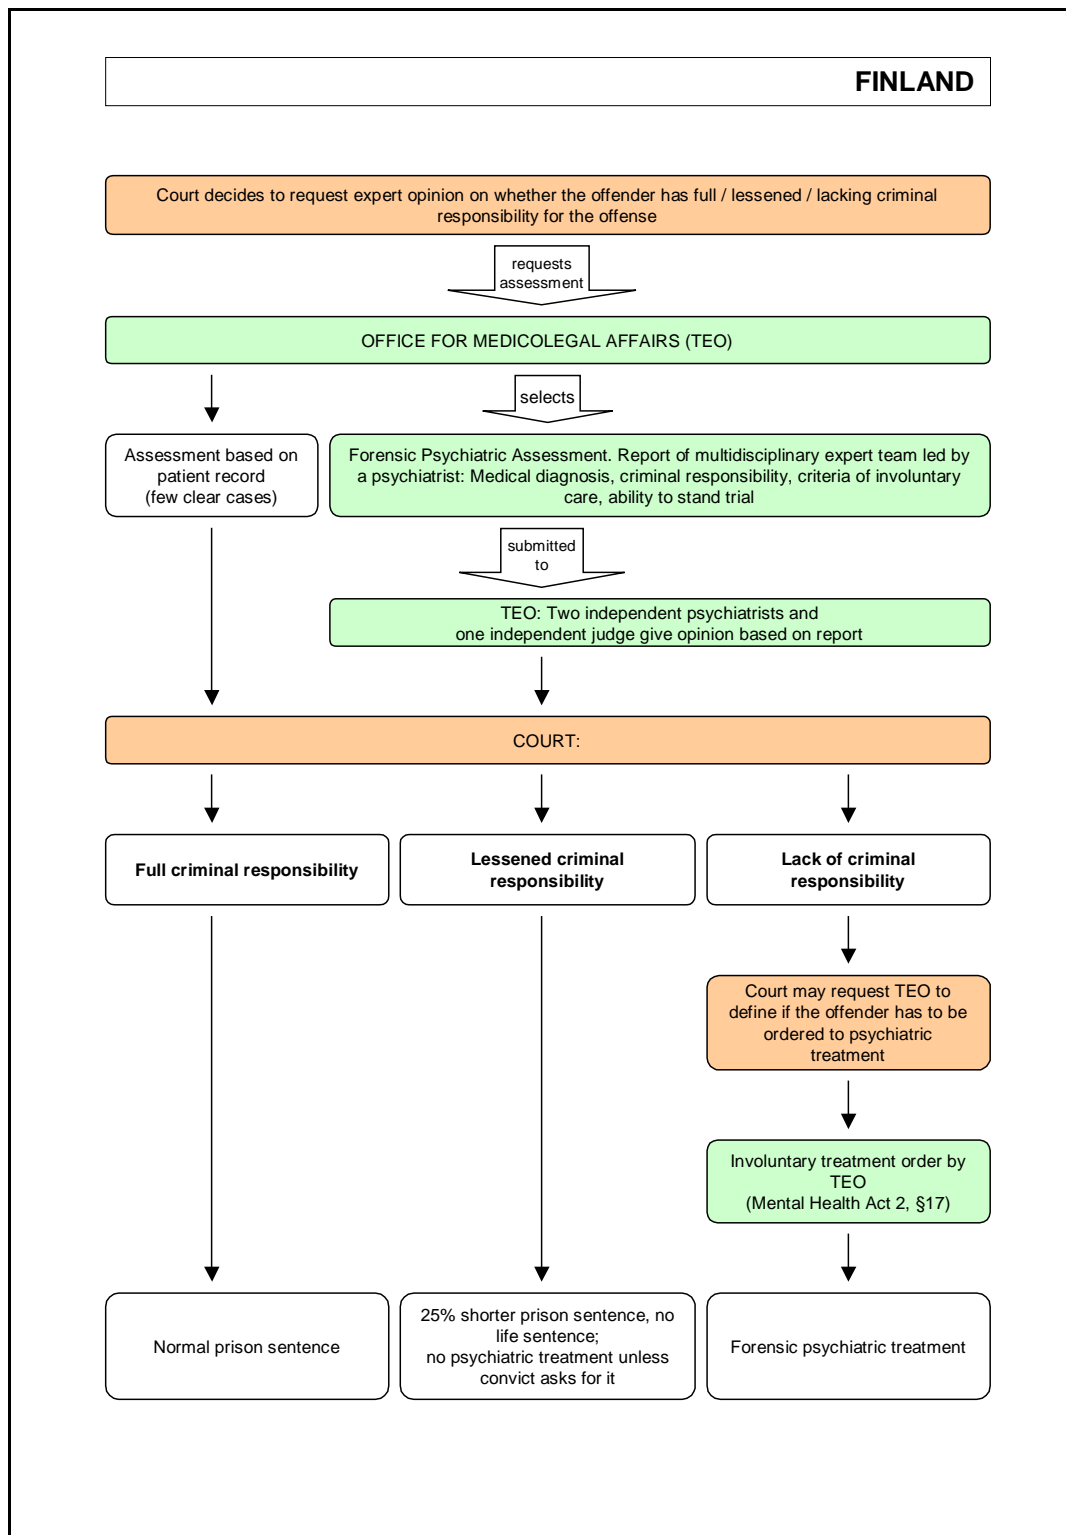 FINLAND
Court decides to request expert opinion on whether the offender has full / lessened / lacking criminal
responsibility for the offense
requests
assessment
OFFICE FOR MEDICOLEGAL AFFAIRS (TEO)
selects
Assessment based on
patient record
(few clear cases)
Forensic Psychiatric Assessment. Report of multidisciplinary expert team led by
a psychiatrist: Medical diagnosis, criminal responsibility, criteria of involuntary
care, ability to stand trial
submitted
to
TEO: Two independent psychiatrists and
one independent judge give opinion based on report
COURT:
Full criminal responsibility
Lessened criminal
responsibility
Lack of criminal
responsibility
Court may request TEO to
define if the offender has to be
ordered to psychiatric
treatment
Involuntary treatment order by
TEO
(Mental Health Act 2, §17)
Normal prison sentence
25% shorter prison sentence, no
life sentence;
no psychiatric treatment unless
convict asks for it
Forensic psychiatric treatment